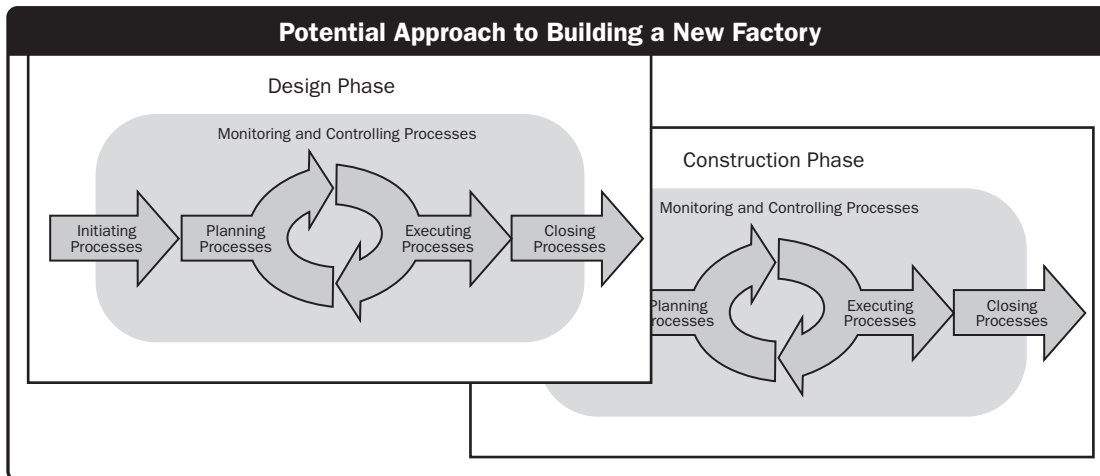 Potential Approach to Building a New Factory
Design Phase
Monitoring and Controlling Processes
Initiating
Processes
Planning
Processes
Executing
Processes
Closing
Processes
Construction Phase
Monitoring and Controlling Processes
Planning
Processes
Executing
Processes
Closing
Processes